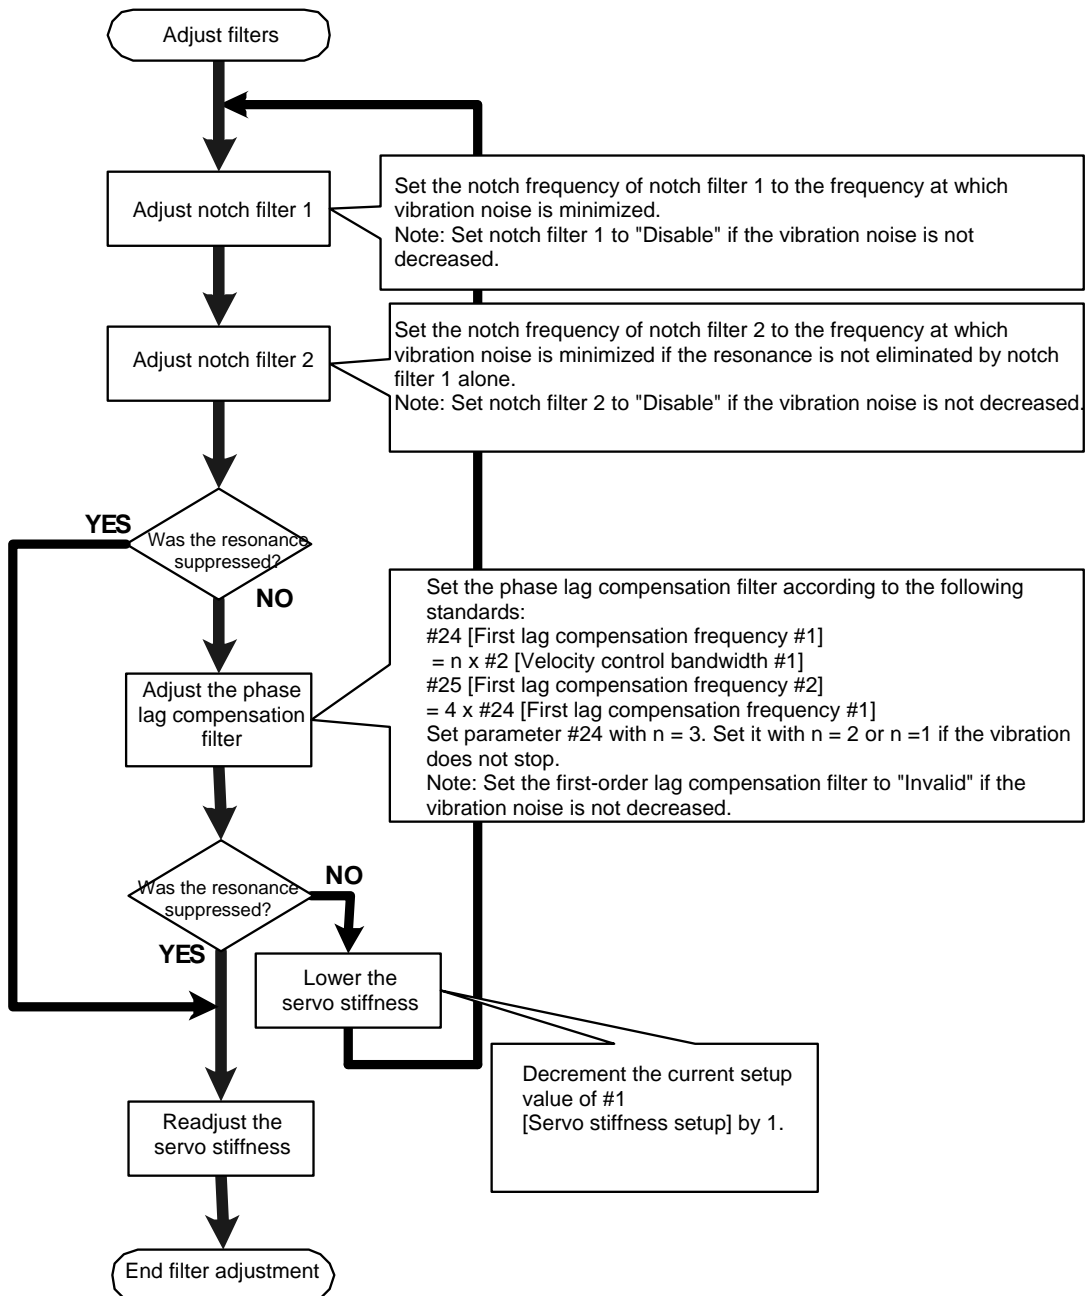 Adjust filters
Adjust notch filter 1
Set the notch frequency of notch filter 1 to the frequency at which
vibration noise is minimized.
Note: Set notch filter 1 to "Disable" if the vibration noise is not
decreased.
Adjust notch filter 2
Set the notch frequency of notch filter 2 to the frequency at which
vibration noise is minimized if the resonance is not eliminated by notch
filter 1 alone.
Note: Set notch filter 2 to "Disable" if the vibration noise is not decreased.
YES
Was the resonance
suppressed?
NO
Set the phase lag compensation filter according to the following
standards:
#24 [First lag compensation frequency #1]
= n x #2 [Velocity control bandwidth #1]
#25 [First lag compensation frequency #2]
= 4 x #24 [First lag compensation frequency #1]
Set parameter #24 with n = 3. Set it with n = 2 or n =1 if the vibration
does not stop.
Note: Set the first-order lag compensation filter to "Invalid" if the
vibration noise is not decreased.
Adjust the phase
lag compensation
filter
Was the resonance
suppressed?
NO
YES
Lower the
servo stiffness
Decrement the current setup
value of #1
[Servo stiffness setup] by 1.
Readjust the
servo stiffness
End filter adjustment